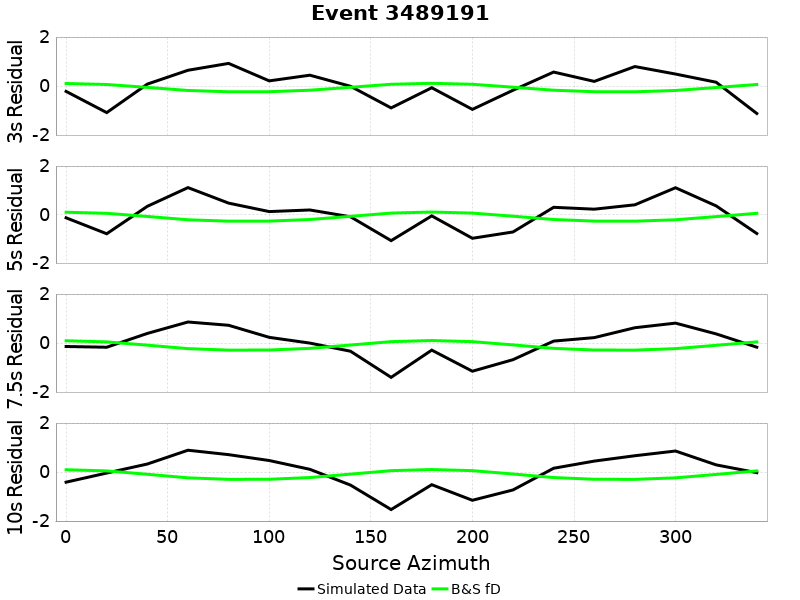 Event 3489191
3s Residual
2
0
-2
5s Residual
2
0
-2
7.5s Residual
2
0
-2
10s Residual
2
0
-2
0 50 100 150 200 250 300
Source Azimuth
Simulated Data B&S fD